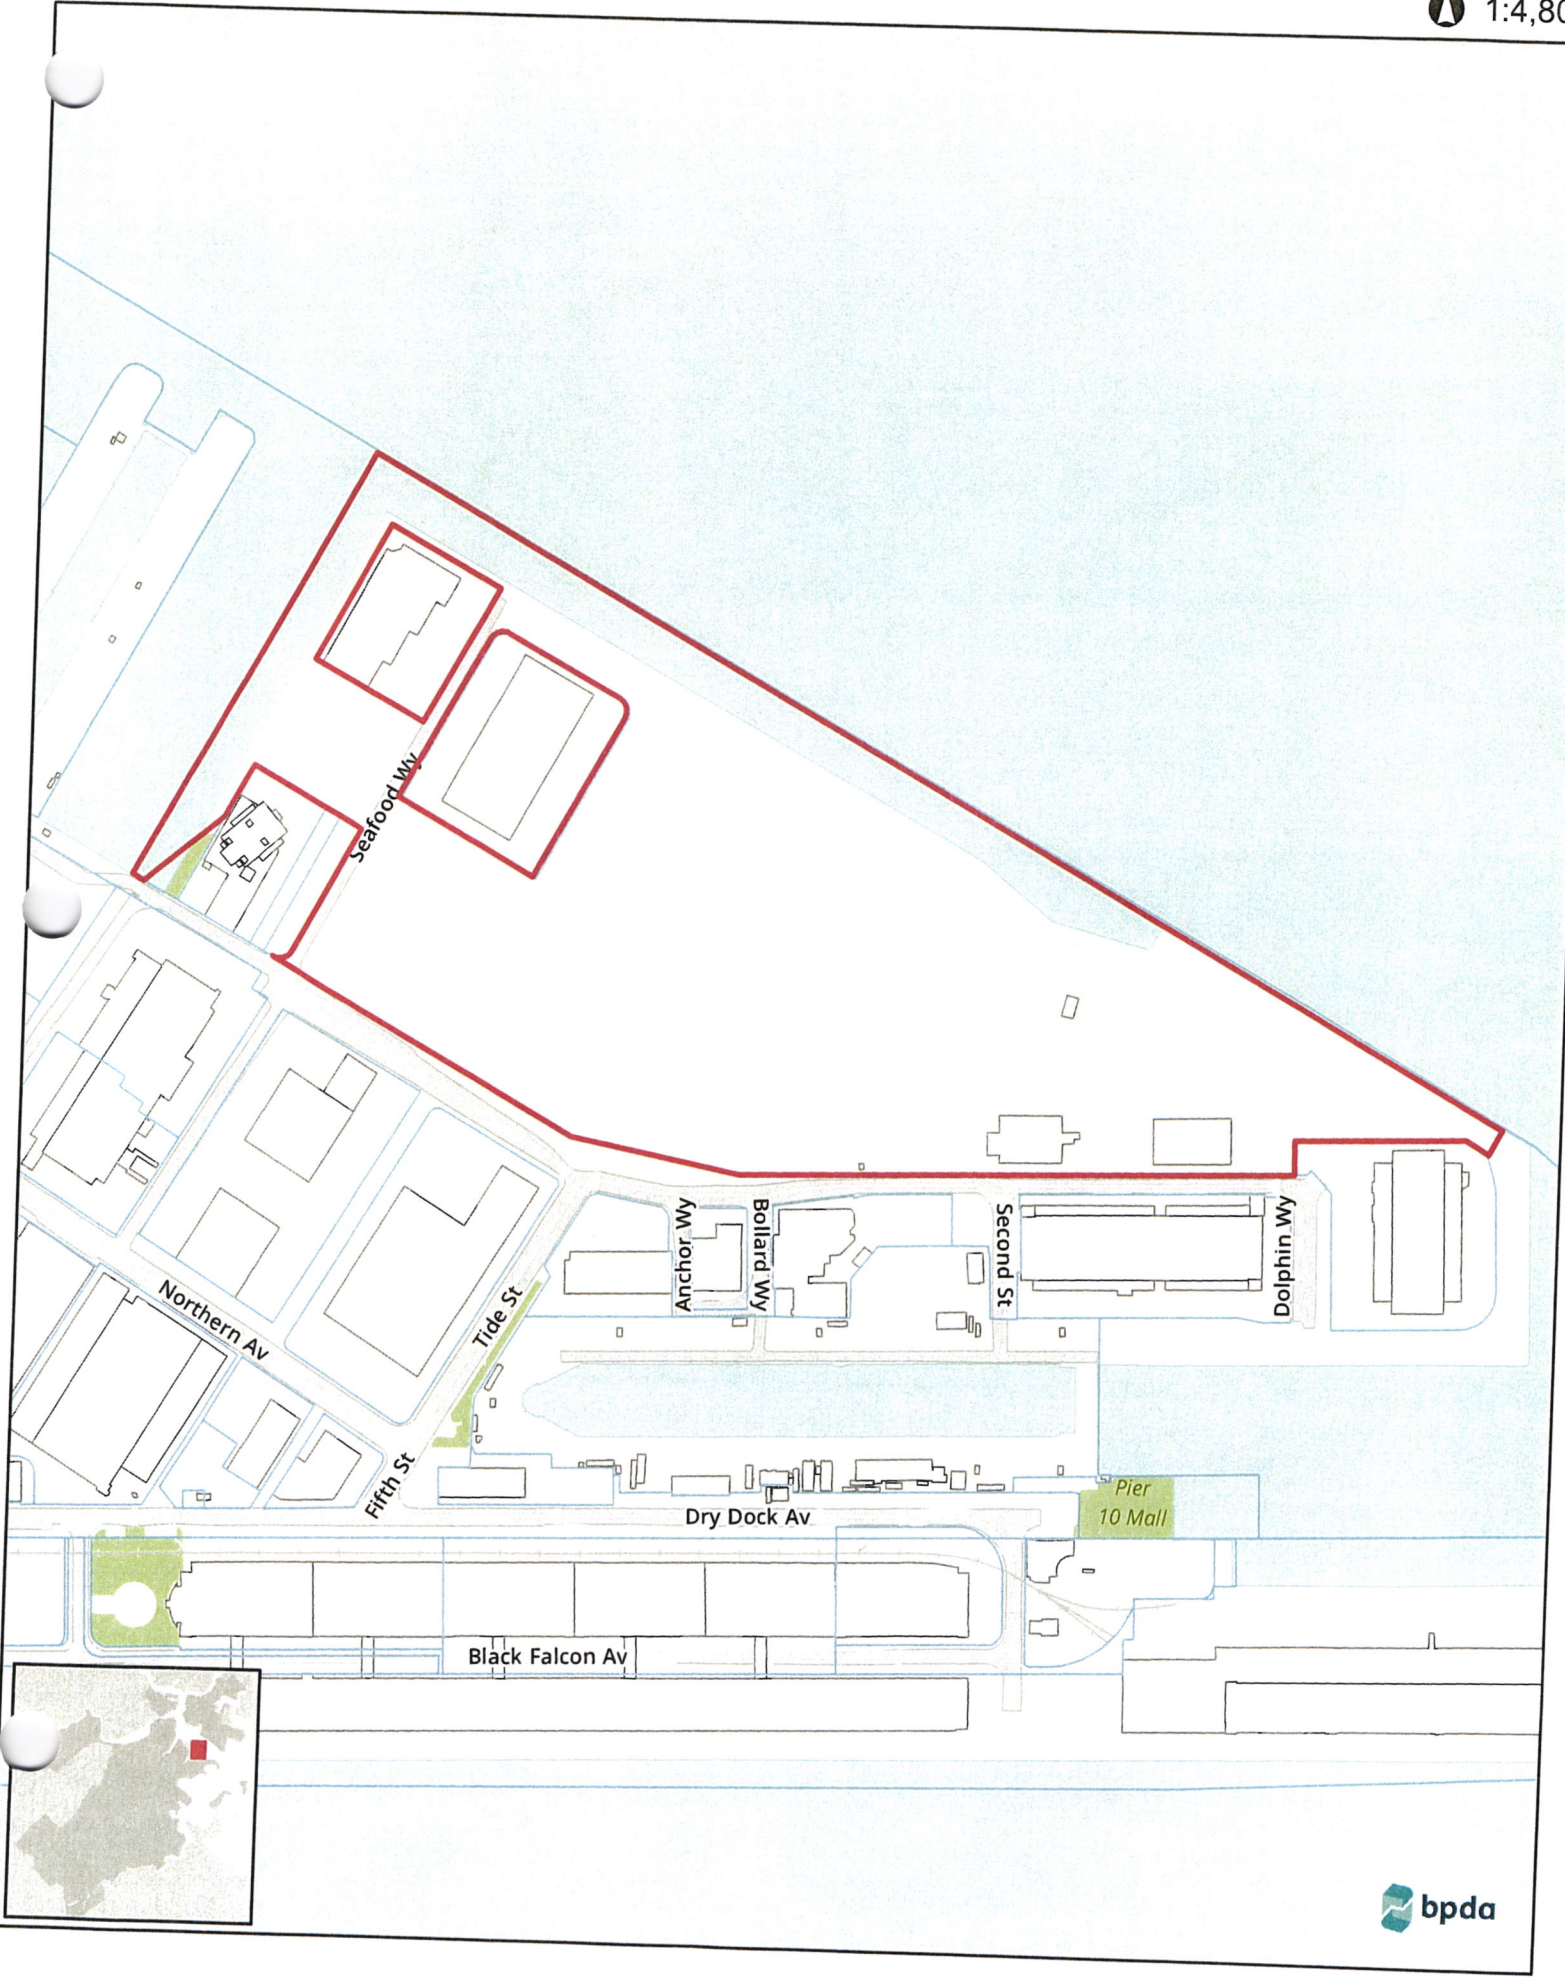 1:4,80
Seafood Wy
Anchor Wy
Bollard Wy
Second St
Dolphin Wy
Northern Av
Tide St
Fifth St
Pier
10 Mall
Dry Dock Av
Black Falcon Av
bpda